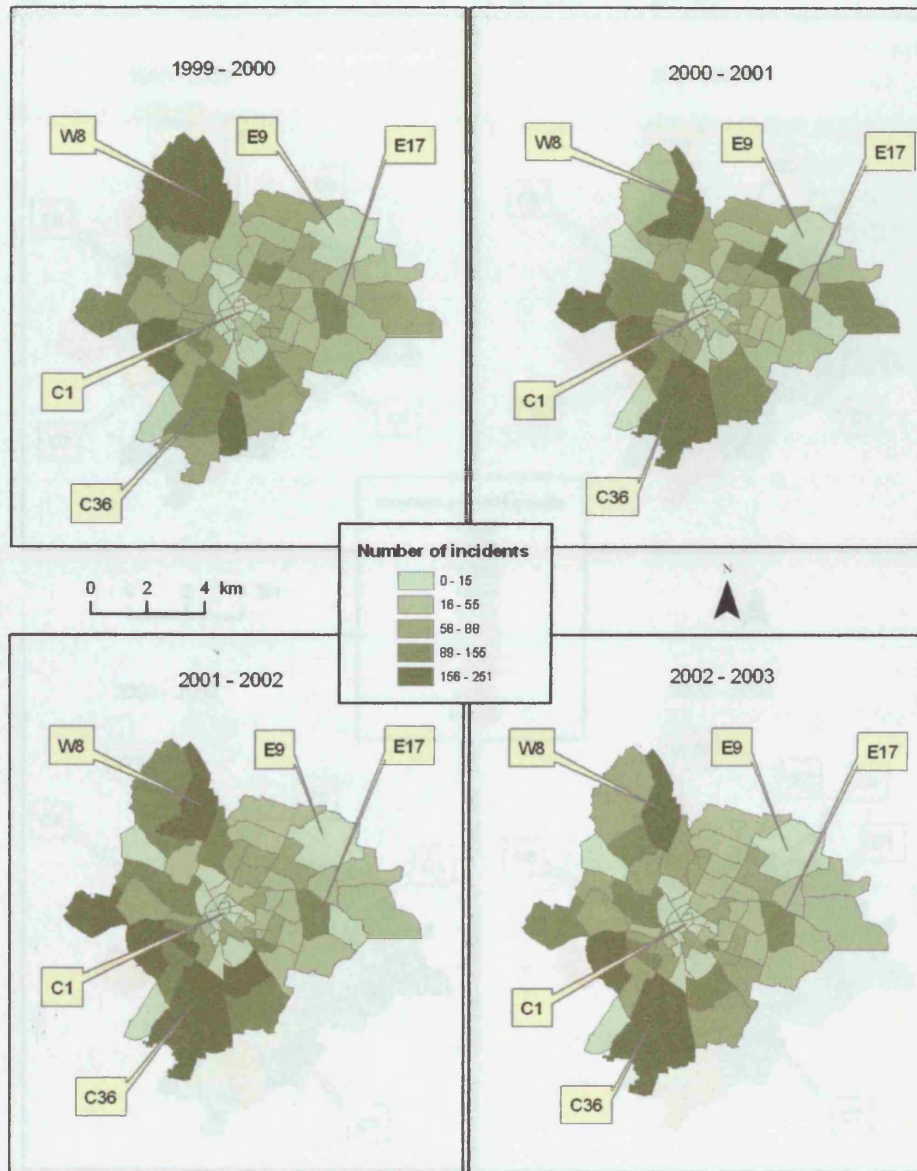 1999 - 2000
W8
E9
E17
C1
C36
2000 - 2001
W8
E9
E17
C1
C36
Number of incidents
0 - 15
16 - 55
56 - 88
89 - 155
156 - 251
0 2 4 km
N
2001 - 2002
W8
E9
E17
C1
C36
2002 - 2003
W8
E9
E17
C1
C36